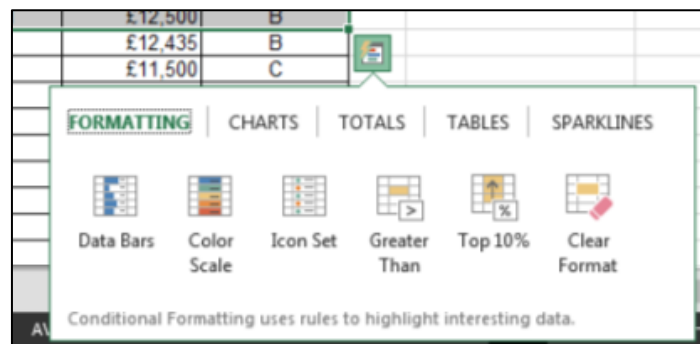 £12,500 B
£12,435 B
£11,500 C
FORMATTING CHARTS TOTALS TABLES SPARKLINES
Data Bars Color Scale Icon Set Greater Than Top 10% Clear Format
Conditional Formatting uses rules to highlight interesting data.